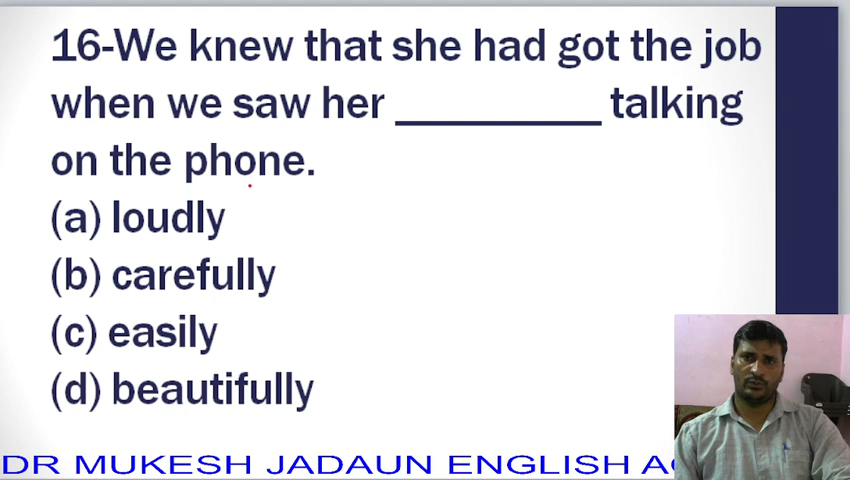 16-We knew that she had got the job
when we saw her __________ talking
on the phone.
(a) loudly
(b) carefully
(c) easily
(d) beautifully
DR MUKESH JADAUN ENGLISH